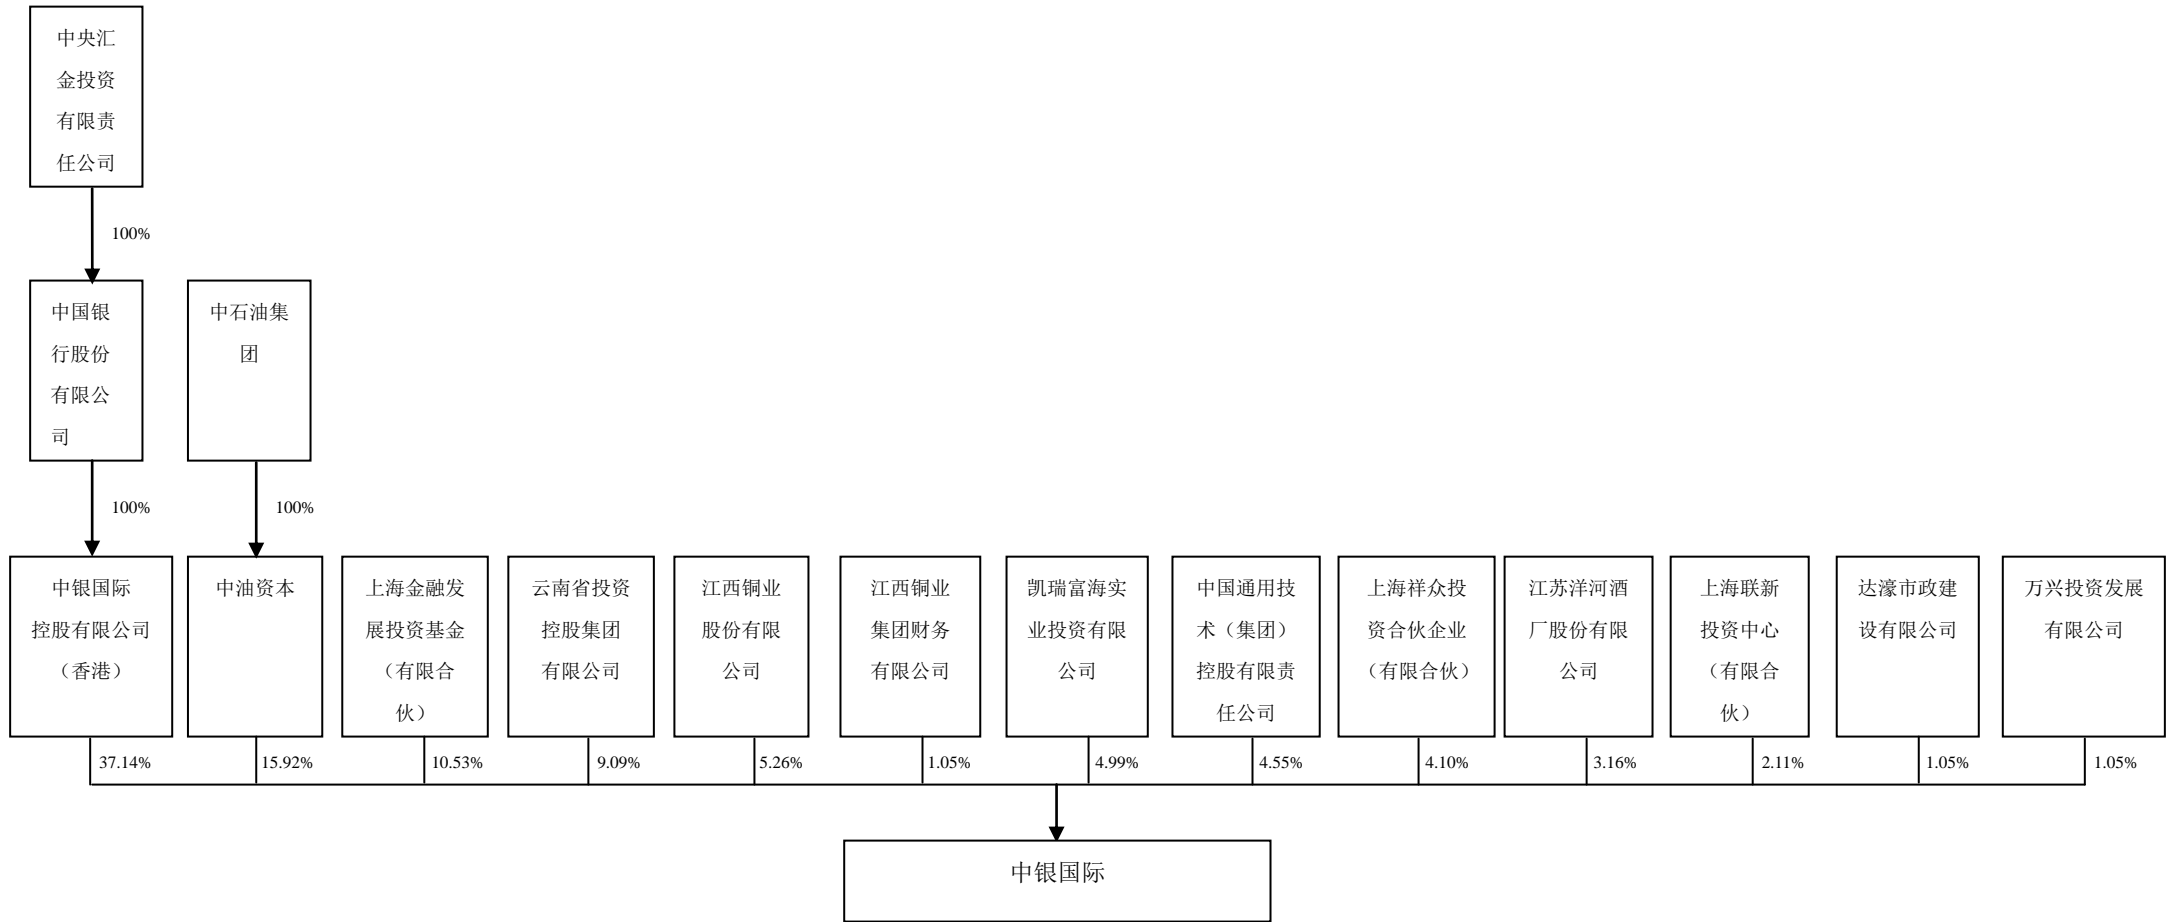 中央汇
金投资
有限责
任公司
100%
中国银
行股份
有限公
司
中石油集
团
100%
100%
中银国际
控股有限公司
（香港）
中油资本
上海金融发
展投资基金
（有限合
伙）
云南省投资
控股集团
有限公司
江西铜业
股份有限
公司
江西铜业
集团财务
有限公司
凯瑞富海实
业投资有限
公司
中国通用技
术（集团）
控股有限责
任公司
上海祥众投
资合伙企业
（有限合伙）
江苏洋河酒
厂股份有限
公司
上海联新
投资中心
（有限合
伙）
达濠市政建
设有限公司
万兴投资发展
有限公司
37.14%
15.92%
10.53%
9.09%
5.26%
1.05%
4.99%
4.55%
4.10%
3.16%
2.11%
1.05%
1.05%
中银国际